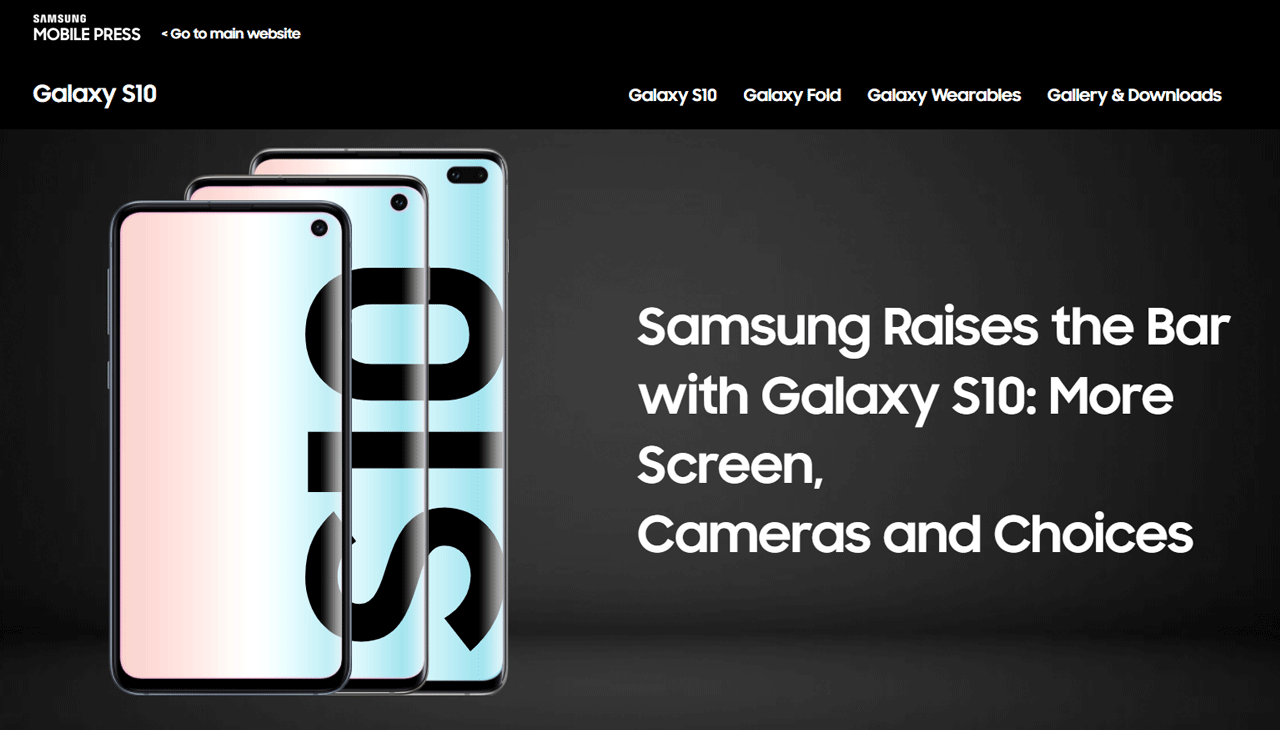 SAMSUNG
MOBILE PRESS < Go to main website
Galaxy S10 Galaxy S10 Galaxy Fold Galaxy Wearables Gallery & Downloads
S10
Samsung Raises the Bar
with Galaxy S10: More
Screen,
Cameras and Choices